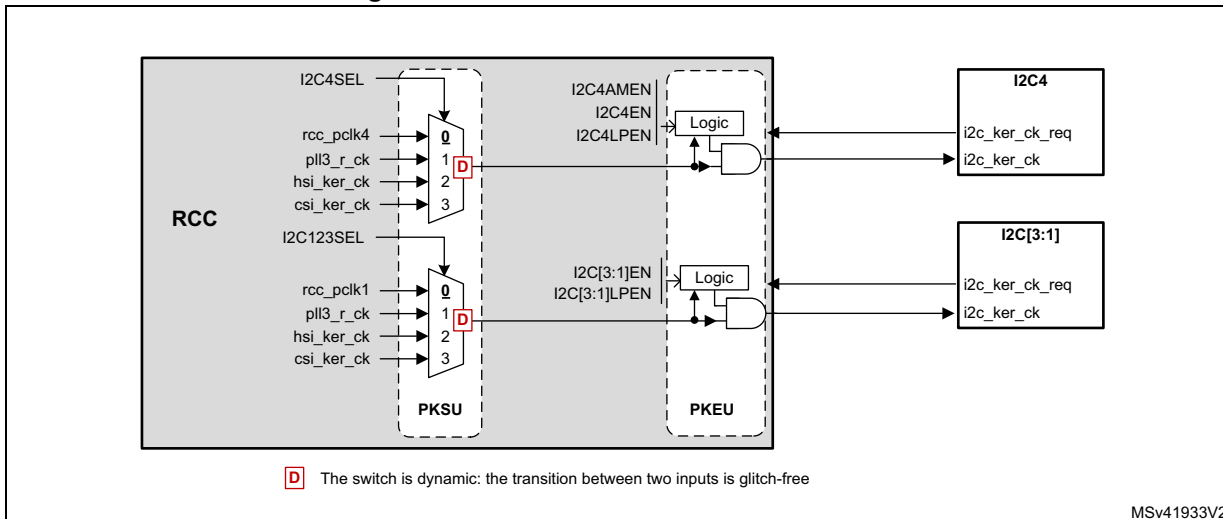 RCC
I2C4SEL
rcc_pclk4
pll3_r_ck
hsi_ker_ck
csi_ker_ck
0
1
2
3
D
I2C123SEL
rcc_pclk1
pll3_r_ck
hsi_ker_ck
csi_ker_ck
0
1
2
3
D
PKSU
I2C4AMEN
I2C4EN
I2C4LPEN
Logic
I2C[3:1]EN
I2C[3:1]LPEN
Logic
PKEU
I2C4
i2c_ker_ck_req
i2c_ker_ck
I2C[3:1]
i2c_ker_ck_req
i2c_ker_ck
D The switch is dynamic: the transition between two inputs is glitch-free
MSv41933V2